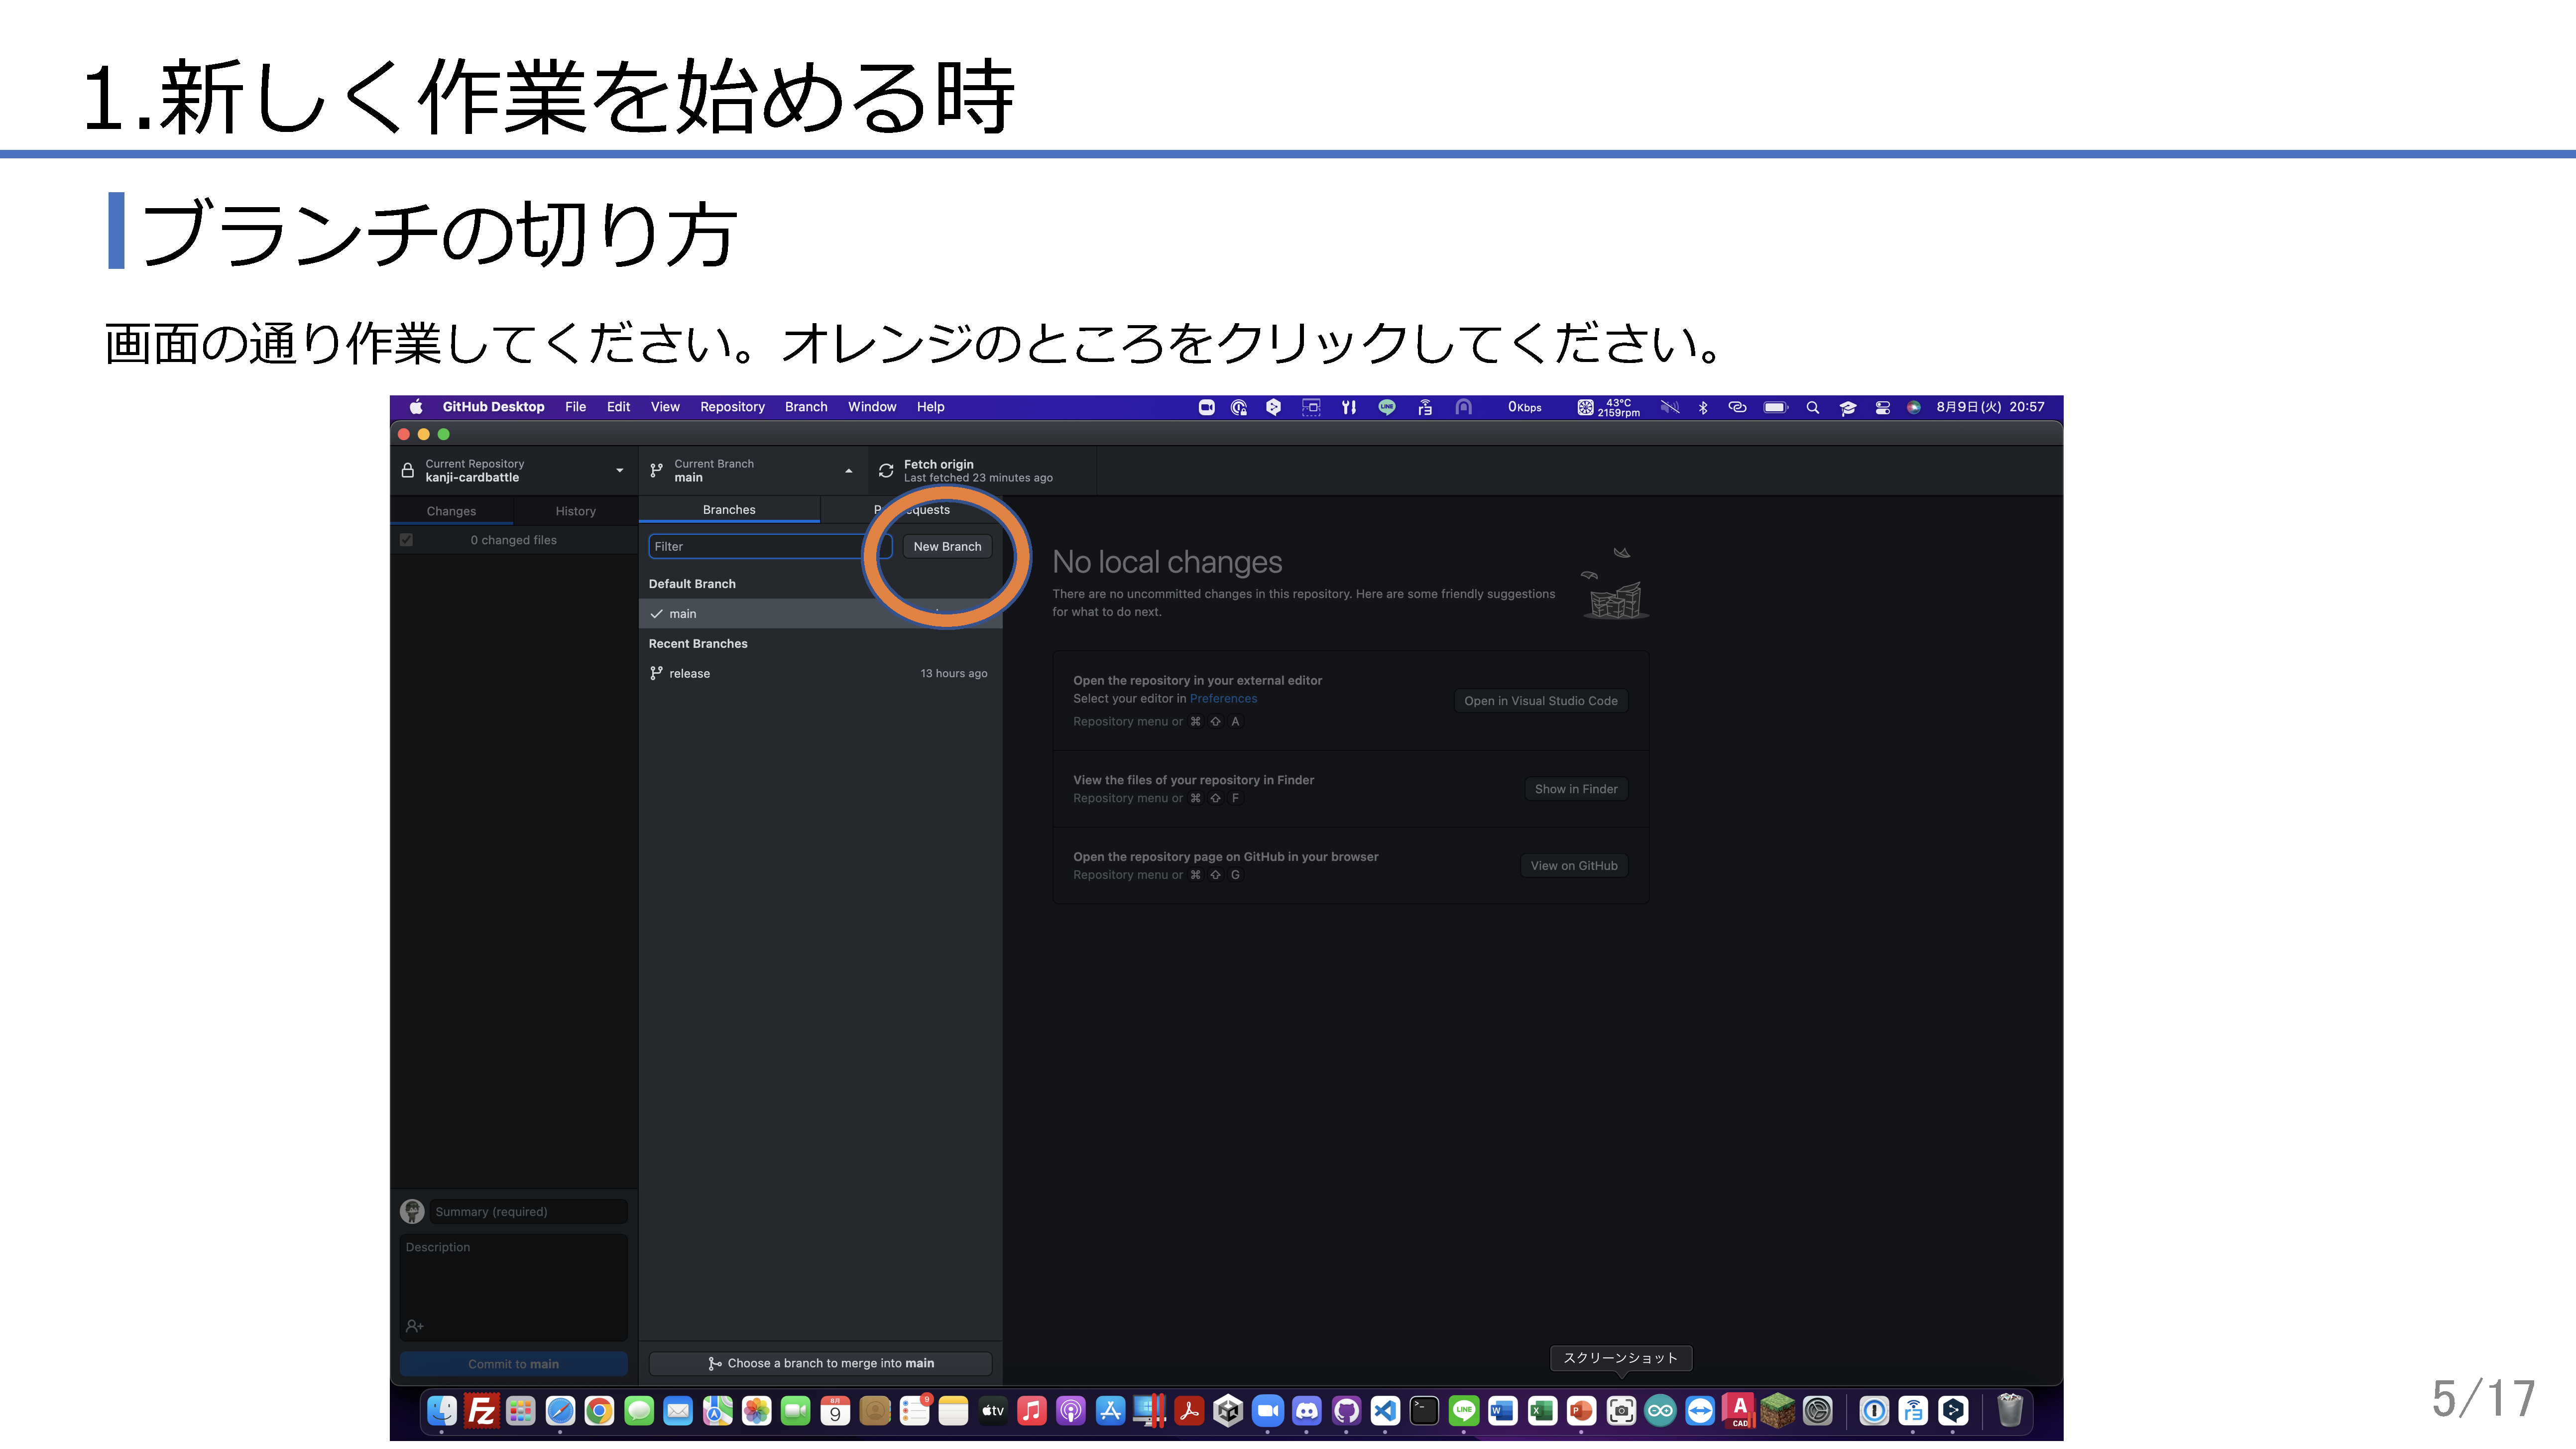 1.新しく作業を始める時
ブランチの切り方
画面の通り作業してください。オレンジのところをクリックしてください。
GitHub Desktop File Edit View Repository Branch Window Help
LINE
0Kbps
43°C
2159rpm
8月9日(火) 20:57
Current Repository
kanji-cardbattle
Current Branch
main
Fetch origin
Last fetched 23 minutes ago
Changes History
Branches
0 changed files
Filter
New Branch
Default Branch
main
Recent Branches
release 13 hours ago
No local changes
There are no uncommitted changes in this repository. Here are some friendly suggestions
for what to do next.
Open the repository in your external editor
Select your editor in Preferences
Repository menu or ⌘ ⇧ A
Open in Visual Studio Code
View the files of your repository in Finder
Repository menu or ⌘ ⇧ F
Show in Finder
Open the repository page on GitHub in your browser
Repository menu or ⌘ ⇧ G
View on GitHub
Summary (required)
Description
Commit to main
Choose a branch to merge into main
スクリーンショット
Fz
8月
9
9
tv
LINE
W
X
P
A
CAD
5/17